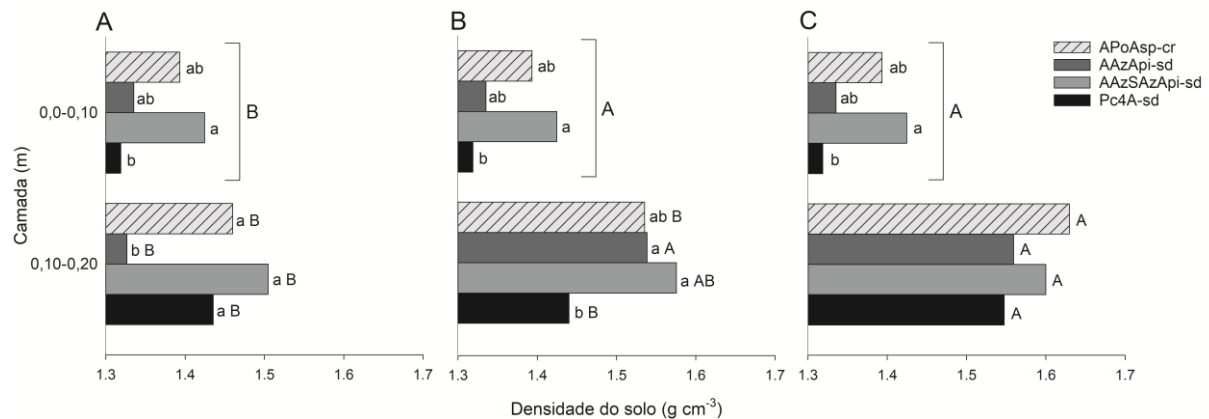 A
B
C
APoAsp-cr
AAzApi-sd
AAzSAzApi-sd
Pc4A-sd
Camada (m)
0,0-0,10
ab
ab
a
b
B
ab
ab
a
b
A
ab
ab
a
b
A
0,10-0,20
a B
b B
a B
a B
ab B
a A
a AB
b B
A
A
A
A
1.3 1.4 1.5 1.6 1.7
1.3 1.4 1.5 1.6 1.7
1.3 1.4 1.5 1.6 1.7
Densidade do solo (g cm⁻³)